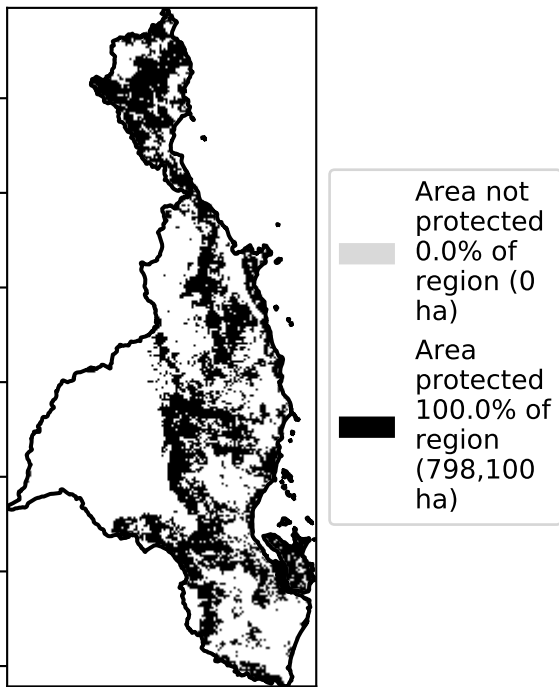 Area not
protected
0.0% of
region (0
ha)
Area
protected
100.0% of
region
(798,100
ha)